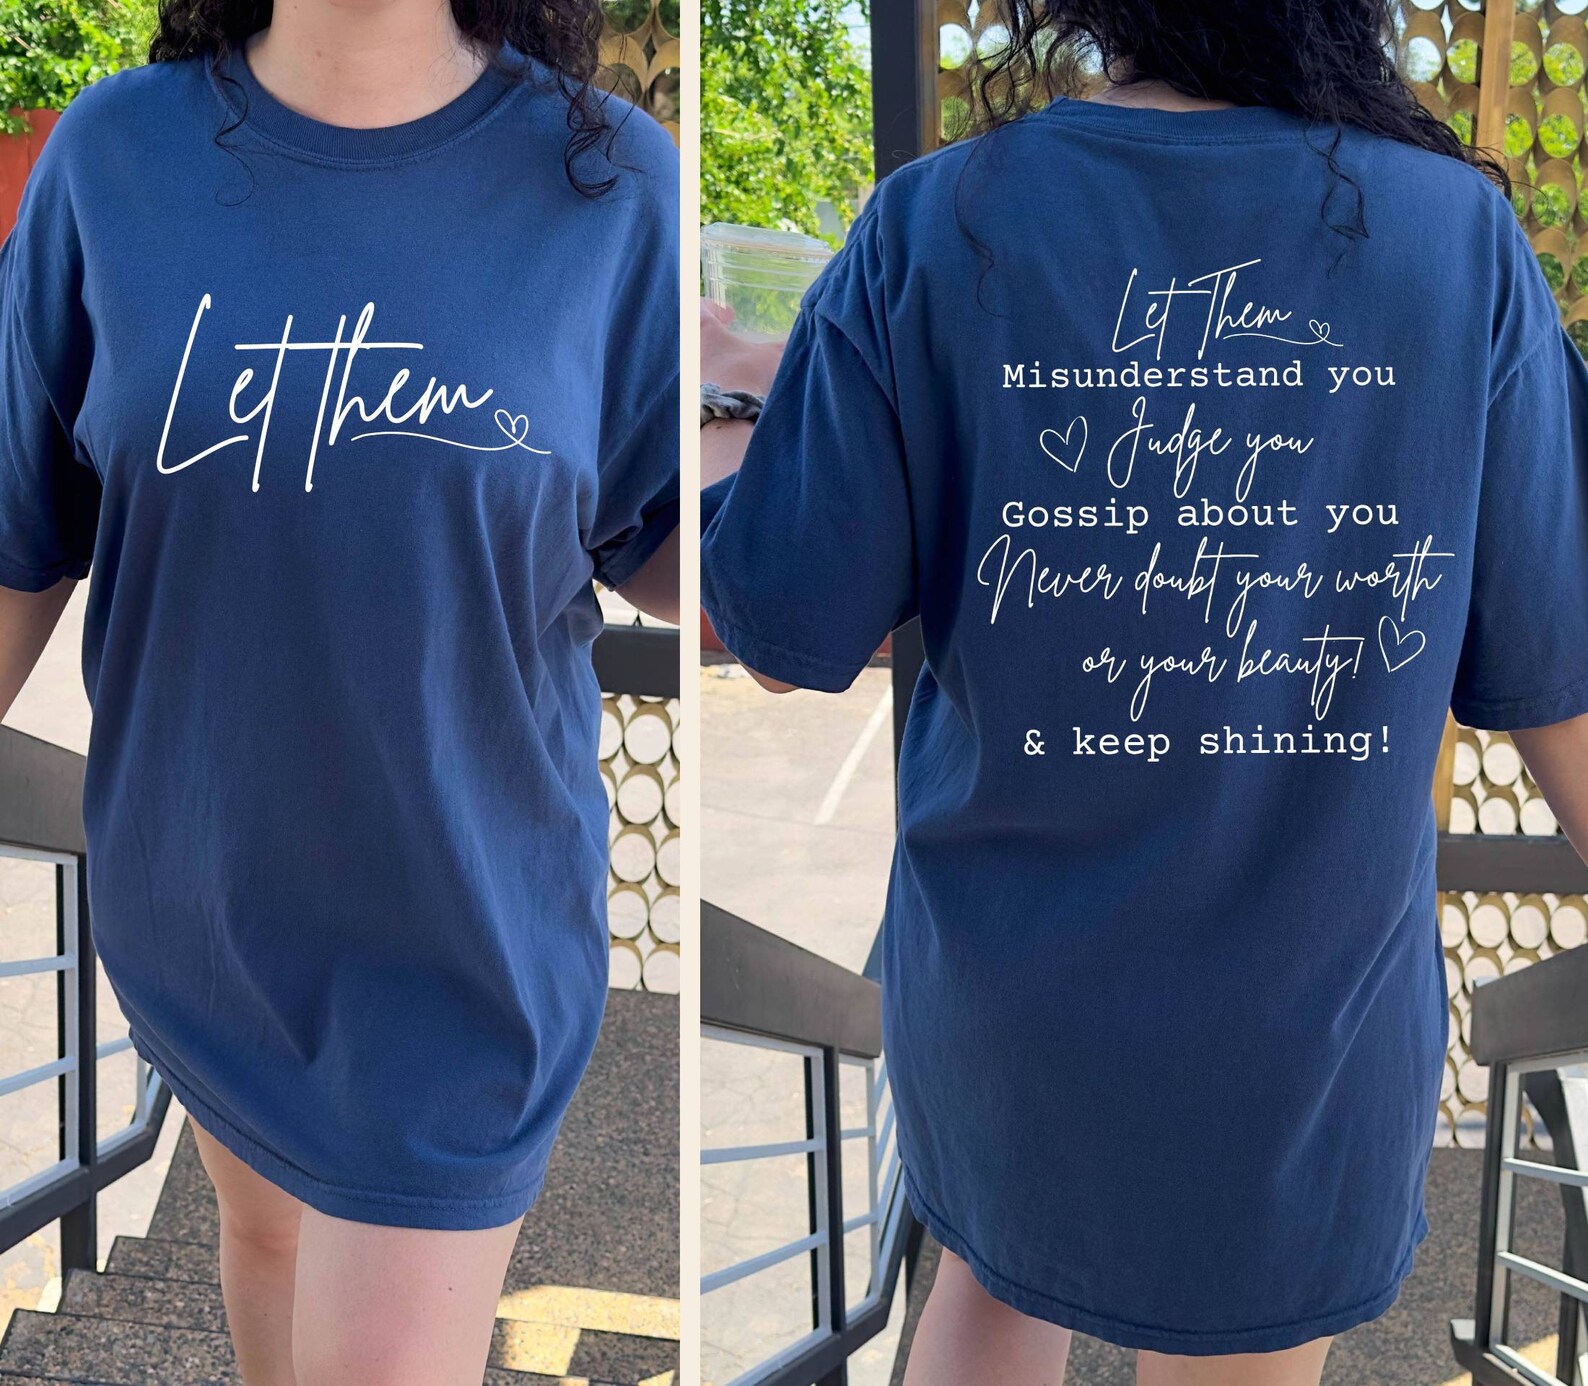 Let them
Let Them
Misunderstand you
Judge you
Gossip about you
Never doubt your worth
or your beauty!
& keep shining!